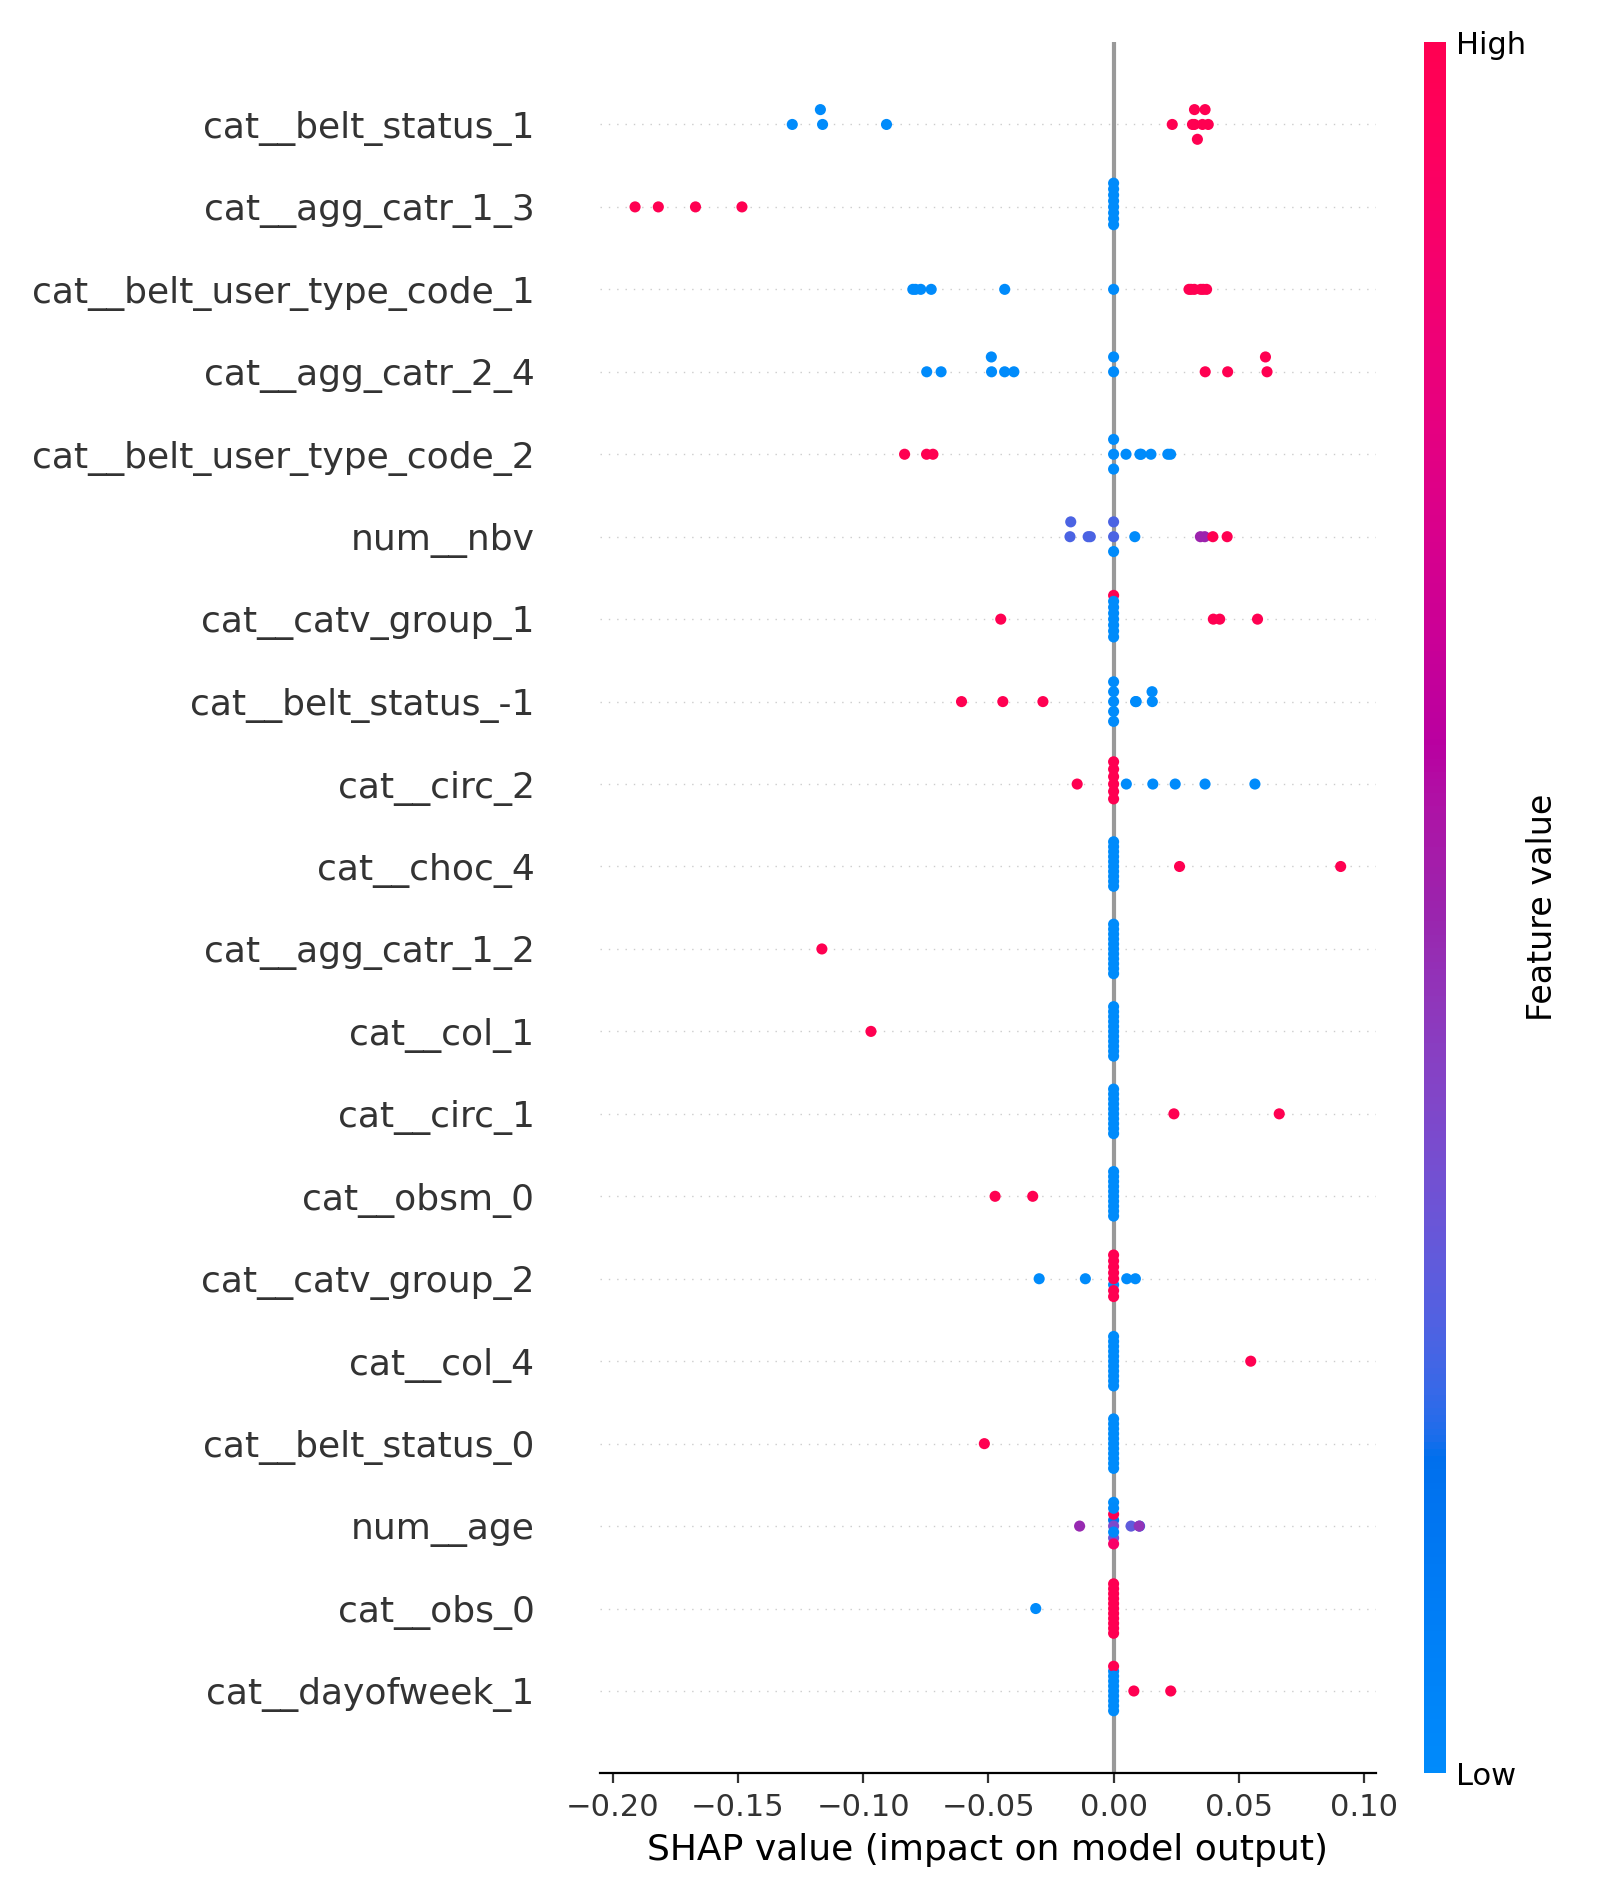 High
cat__belt_status_1
cat__agg_catr_1_3
cat__belt_user_type_code_1
cat__agg_catr_2_4
cat__belt_user_type_code_2
num__nbv
cat__catv_group_1
cat__belt_status_-1
cat__circ_2
cat__choc_4
cat__agg_catr_1_2
cat__col_1
cat__circ_1
cat__obsm_0
cat__catv_group_2
cat__col_4
cat__belt_status_0
num__age
cat__obs_0
cat__dayofweek_1
Feature value
Low
−0.20 −0.15 −0.10 −0.05 0.00 0.05 0.10
SHAP value (impact on model output)